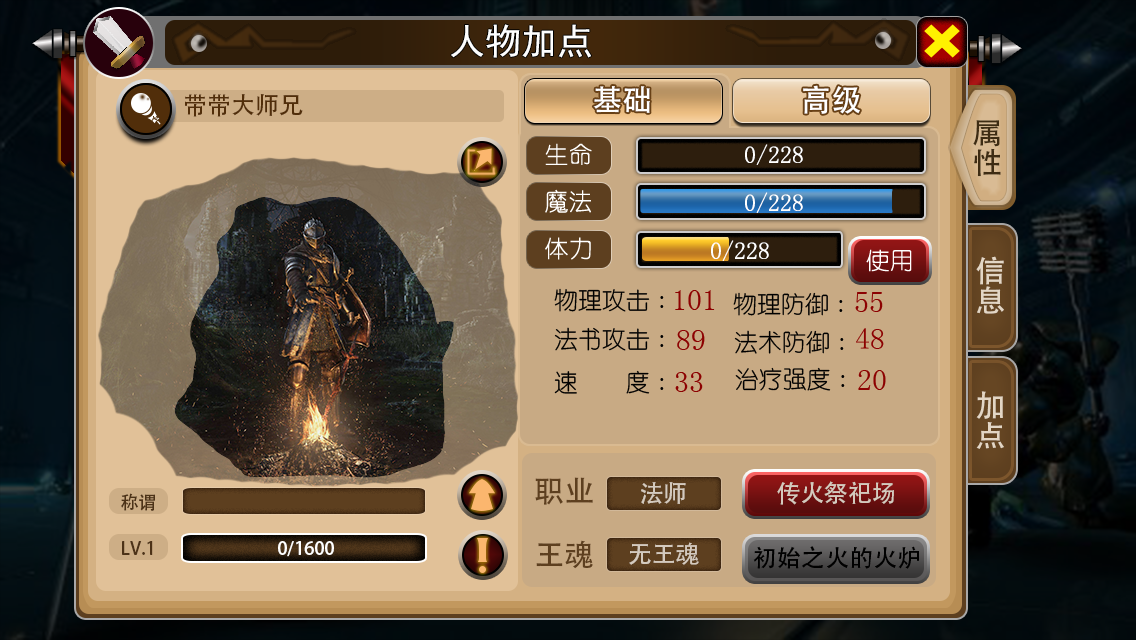 人物加点
带带大师兄
基础
高级
生命
0/228
魔法
0/228
体力
0/228
使用
物理攻击：101
物理防御：55
法书攻击：89
法术防御：48
速 度：33
治疗强度：20
属性
信息
加点
称谓
LV.1
0/1600
职业
法师
传火祭祀场
王魂
无王魂
初始之火的火炉